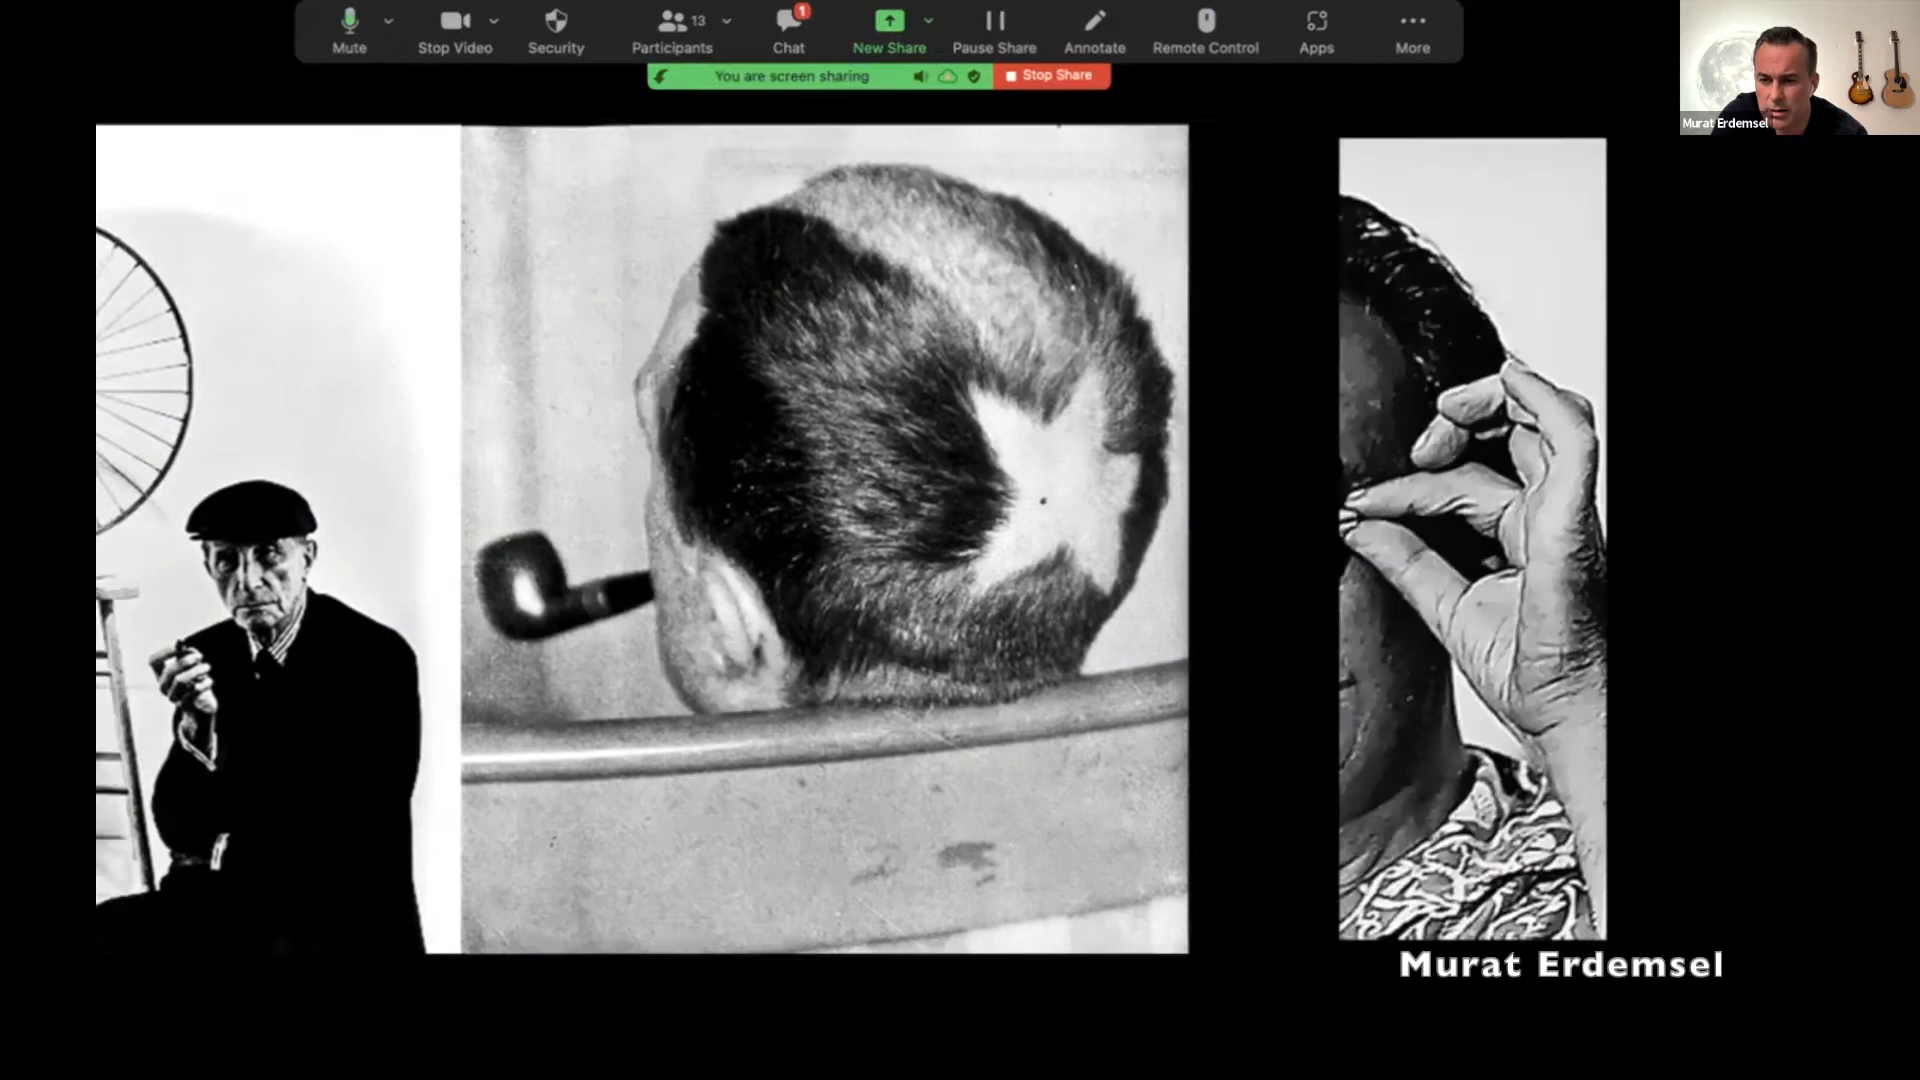 Mute
Stop Video
Security
Participants
13
Chat
1
New Share
Pause Share
Annotate
Remote Control
Apps
More
You are screen sharing
Stop Share
Murat Erdemsel
Murat Erdemsel